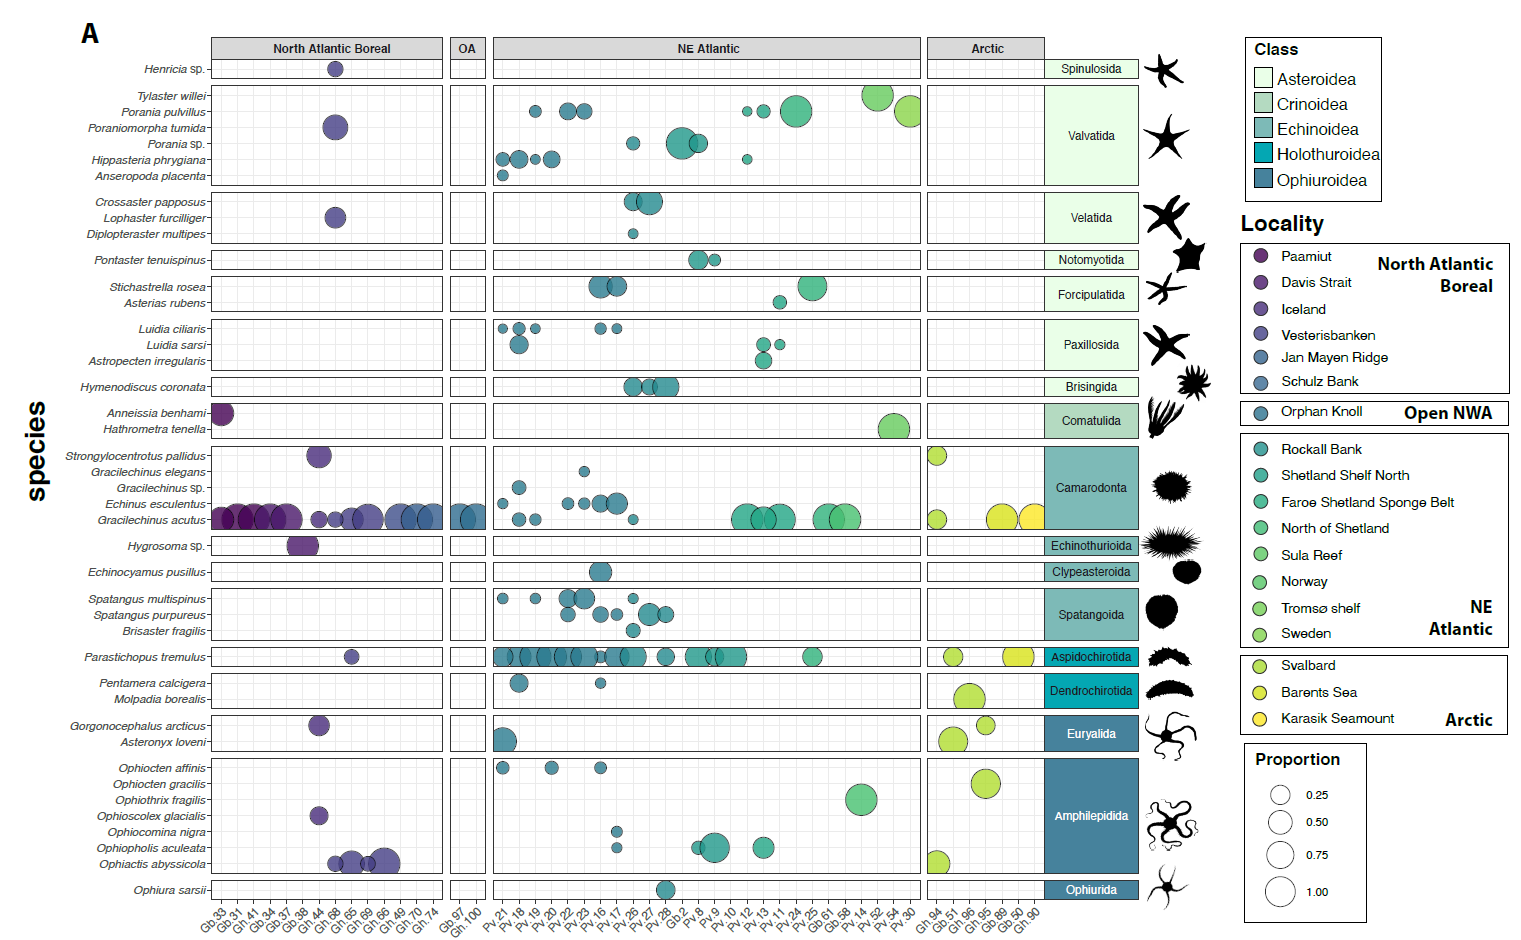 A
North Atlantic Boreal
OA
NE Atlantic
Arctic
species
Henricia sp.
Tylaster willei
Porania pulvillus
Poraniomorpha tumida
Porania sp.
Hippasteria phrygiana
Anseropoda placenta
Crossaster papposus
Lophaster furcilliger
Diplopteraster multipes
Pontaster tenuispinus
Stichastrella rosea
Asterias rubens
Luidia ciliaris
Luidia sarsi
Astropecten irregularis
Hymenodiscus coronata
Anneissia benhami
Hathrometra tenella
Strongylocentrotus pallidus
Gracilechinus elegans
Gracilechinus sp.
Echinus esculentus
Gracilechinus acutus
Hygrosoma sp.
Echinocyamus pusillus
Spatangus multispinus
Spatangus purpureus
Brisaster fragilis
Parastichopus tremulus
Pentamera calcigera
Molpadia borealis
Gorgonocephalus arcticus
Asteronyx loveni
Ophiocten affinis
Ophiocten gracilis
Ophiothrix fragilis
Ophioscolex glacialis
Ophiocomina nigra
Ophiopholis aculeata
Ophiactis abyssicola
Ophiura sarsii
Spinulosida
Valvatida
Velatida
Notomyotida
Forcipulatida
Paxillosida
Brisingida
Comatulida
Camarodonta
Echinothurioida
Clypeasteroida
Spatangoida
Aspidochirotida
Dendrochirotida
Euryalida
Amphilepidida
Ophiurida
Gb.33
Gb.31
Gh.41
Gb.34
Gb.37
Gb.38
Gh.44
Gb.68
Gh.65
Gh.69
Gh.66
Gh.49
Gh.70
Gh.74
Gb.97
Gh.100
Pv.21
Pv.18
Pv.19
Pv.20
Pv.22
Pv.23
Pv.16
Pv.17
Pv.26
Pv.27
Pv.28
Gb.2
Pv.8
Pv.9
Pv.10
Pv.12
Pv.13
Pv.11
Pv.24
Pv.25
Gb.61
Gb.58
Pv.14
Pv.52
Pv.54
Pv.30
Gh.94
Gb.51
Gh.96
Gh.95
Gb.89
Gb.50
Gh.90
Class
Asteroidea
Crinoidea
Echinoidea
Holothuroidea
Ophiuroidea
Locality
Paamiut
Davis Strait
Iceland
Vesterisbanken
Jan Mayen Ridge
Schulz Bank
North Atlantic
Boreal
Orphan Knoll
Open NWA
Rockall Bank
Shetland Shelf North
Faroe Shetland Sponge Belt
North of Shetland
Sula Reef
Norway
Tromsø shelf
Sweden
NE
Atlantic
Svalbard
Barents Sea
Karasik Seamount
Arctic
Proportion
0.25
0.50
0.75
1.00